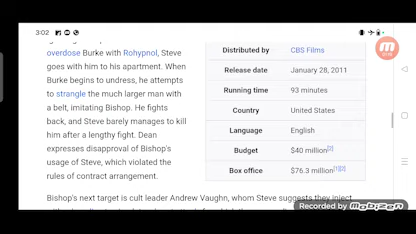 3:02
overdose Burke with Rohypnol, Steve
goes with him to his apartment. When
Burke begins to undress, he attempts
to strangle the much larger man with
a belt, imitating Bishop. He fights
back, and Steve barely manages to kill
him after a lengthy fight. Dean
expresses disapproval of Bishop's
usage of Steve, which violated the
rules of contract arrangement.
Distributed by CBS Films
Release date January 28, 2011
Running time 93 minutes
Country United States
Language English
Budget $40 million[2]
Box office $76.3 million[1][2]
Bishop's next target is cult leader Andrew Vaughn, whom Steve suggests they inject
Recorded by mobizen